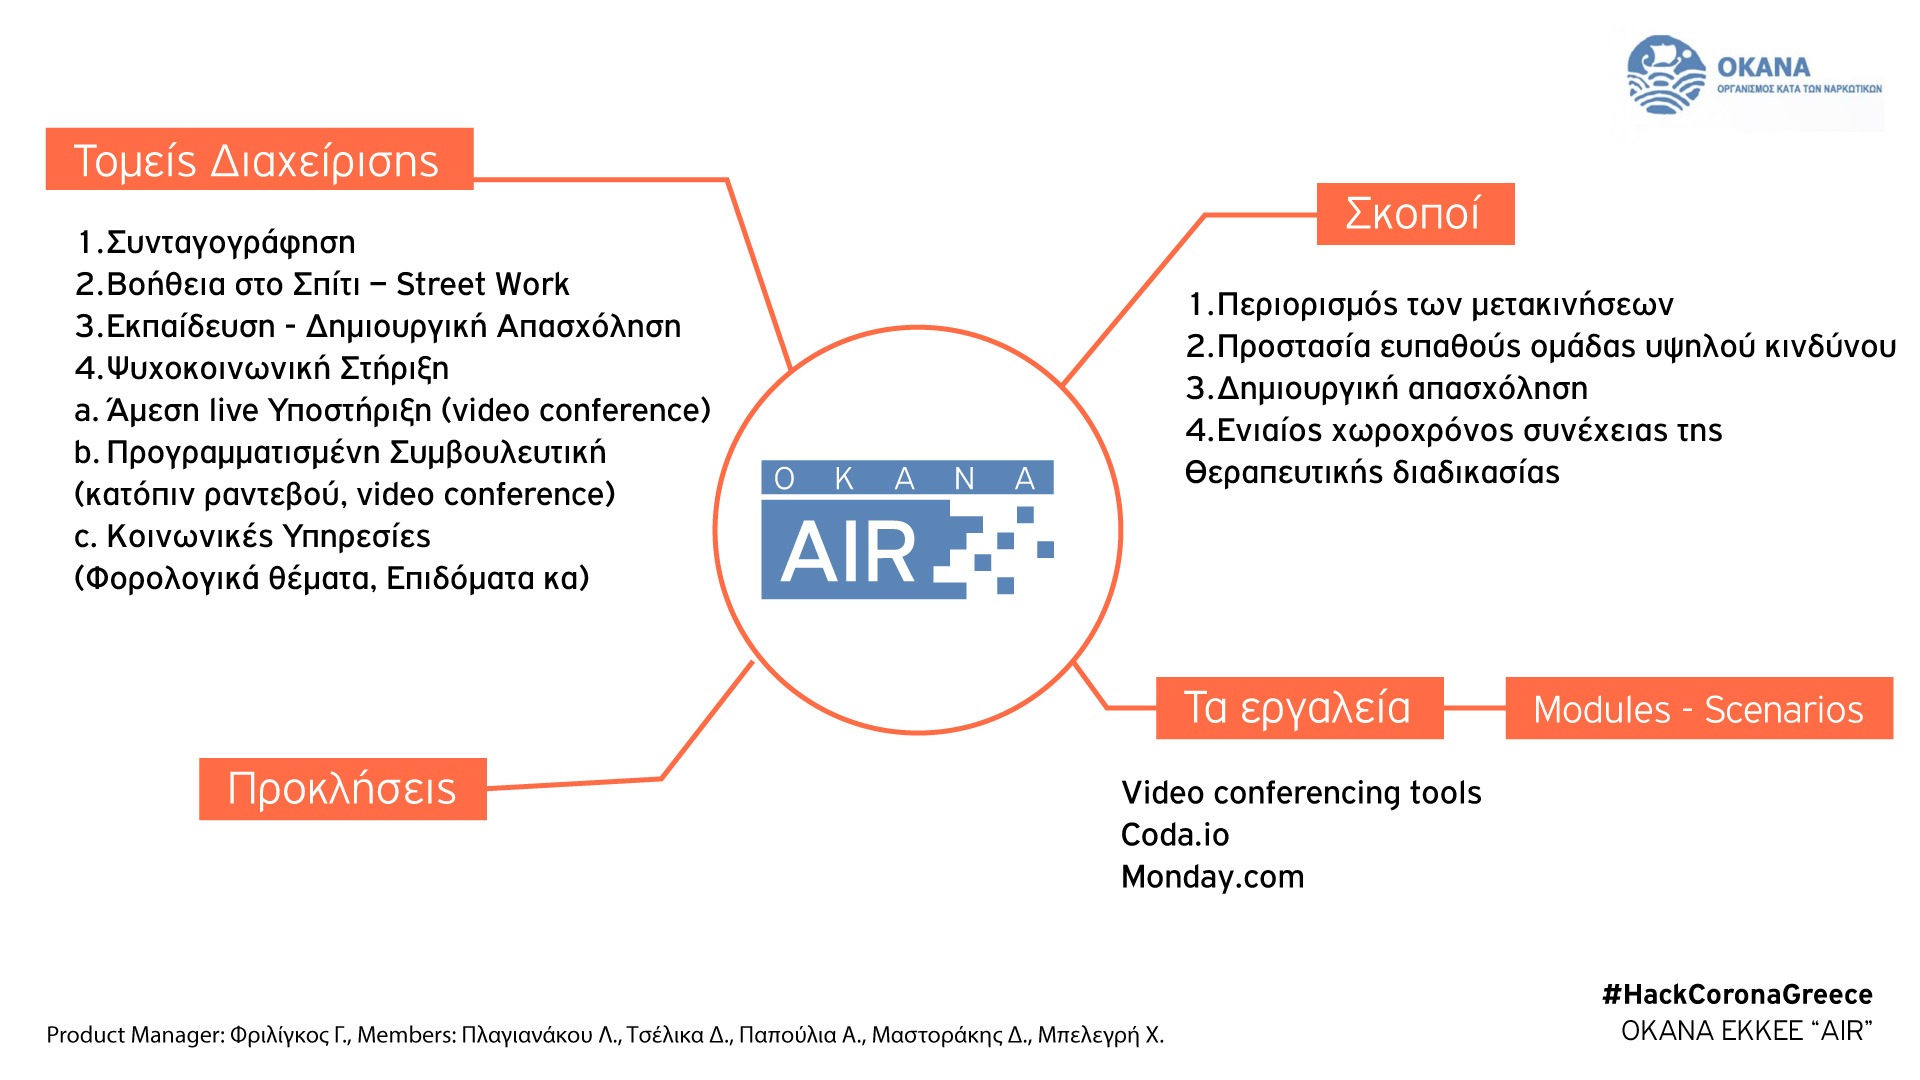 ΟΚΑΝΑ
ΟΡΓΑΝΙΣΜΟΣ ΚΑΤΑ ΤΩΝ ΝΑΡΚΩΤΙΚΩΝ
Τομείς Διαχείρισης
1.Συνταγογράφηση
2.Βοήθεια στο Σπίτι – Street Work
3.Εκπαίδευση - Δημιουργική Απασχόληση
4.Ψυχοκοινωνική Στήριξη
a. Άμεση live Υποστήριξη (video conference)
b. Προγραμματισμένη Συμβουλευτική
(κατόπιν ραντεβού, video conference)
c. Κοινωνικές Υπηρεσίες
(Φορολογικά θέματα, Επιδόματα κα)
Σκοποί
1.Περιορισμός των μετακινήσεων
2.Προστασία ευπαθούς ομάδας υψηλού κινδύνου
3.Δημιουργική απασχόληση
4.Ενιαίος χωροχρόνος συνέχειας της
Θεραπευτικής διαδικασίας
Ο Κ Α Ν Α
AIR
Προκλήσεις
Τα εργαλεία
Modules - Scenarios
Video conferencing tools
Coda.io
Monday.com
#HackCoronaGreece
ΟΚΑΝΑ ΕΚΚΕΕ “AIR”
Product Manager: Φριλίγκος Γ., Members: Πλαγιανάκου Λ., Τσέλικα Δ., Παπούλια Α., Μαστοράκης Δ., Μπελεγρή Χ.